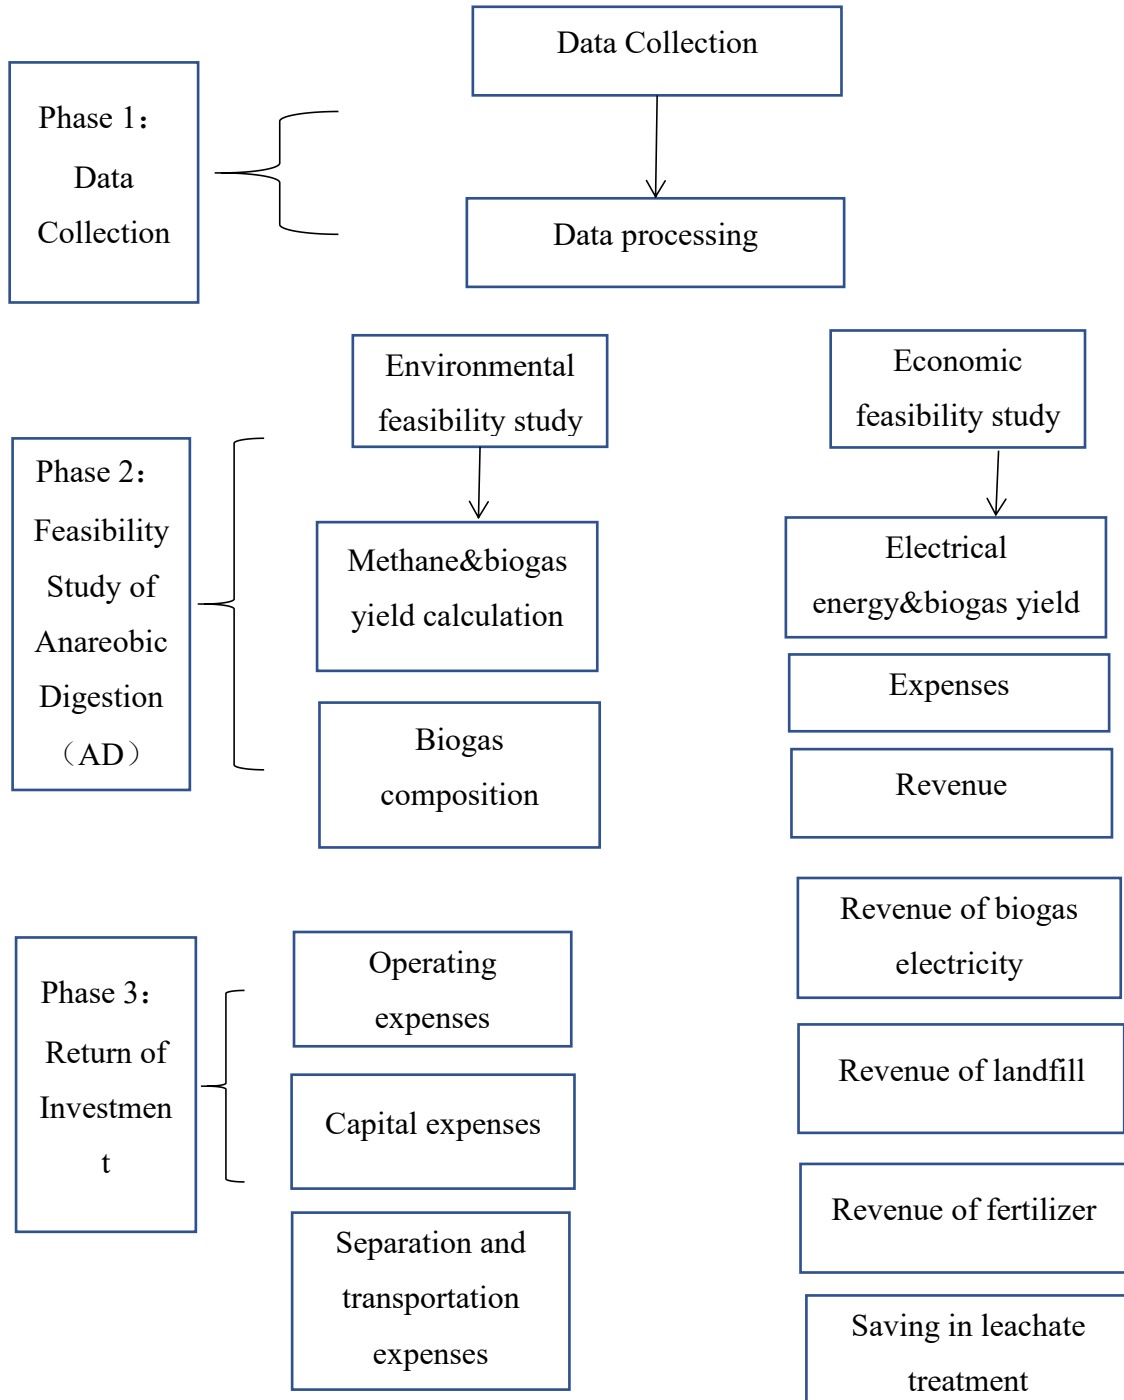 Data Collection
Phase 1：
Data
Collection
Data processing
Environmental
feasibility study
Economic
feasibility study
Phase 2：
Feasibility
Study of
Anareobic
Digestion
（AD）
Methane&biogas
yield calculation
Electrical
energy&biogas yield
Expenses
Biogas
composition
Revenue
Revenue of biogas
electricity
Phase 3：
Return of
Investmen
t
Operating
expenses
Revenue of landfill
Capital expenses
Revenue of fertilizer
Separation and
transportation
expenses
Saving in leachate
treatment